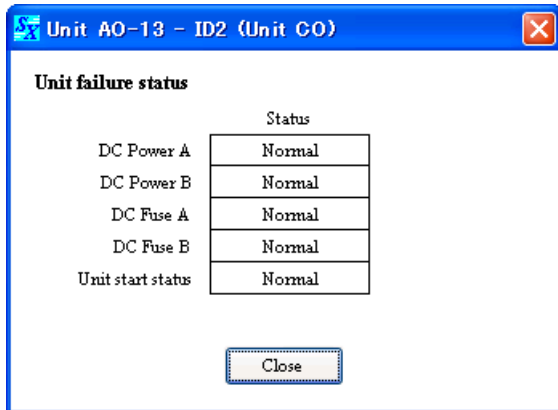 SX Unit AO-13 - ID2 (Unit CO)
Unit failure status
Status
DC Power A Normal
DC Power B Normal
DC Fuse A Normal
DC Fuse B Normal
Unit start status Normal
Close